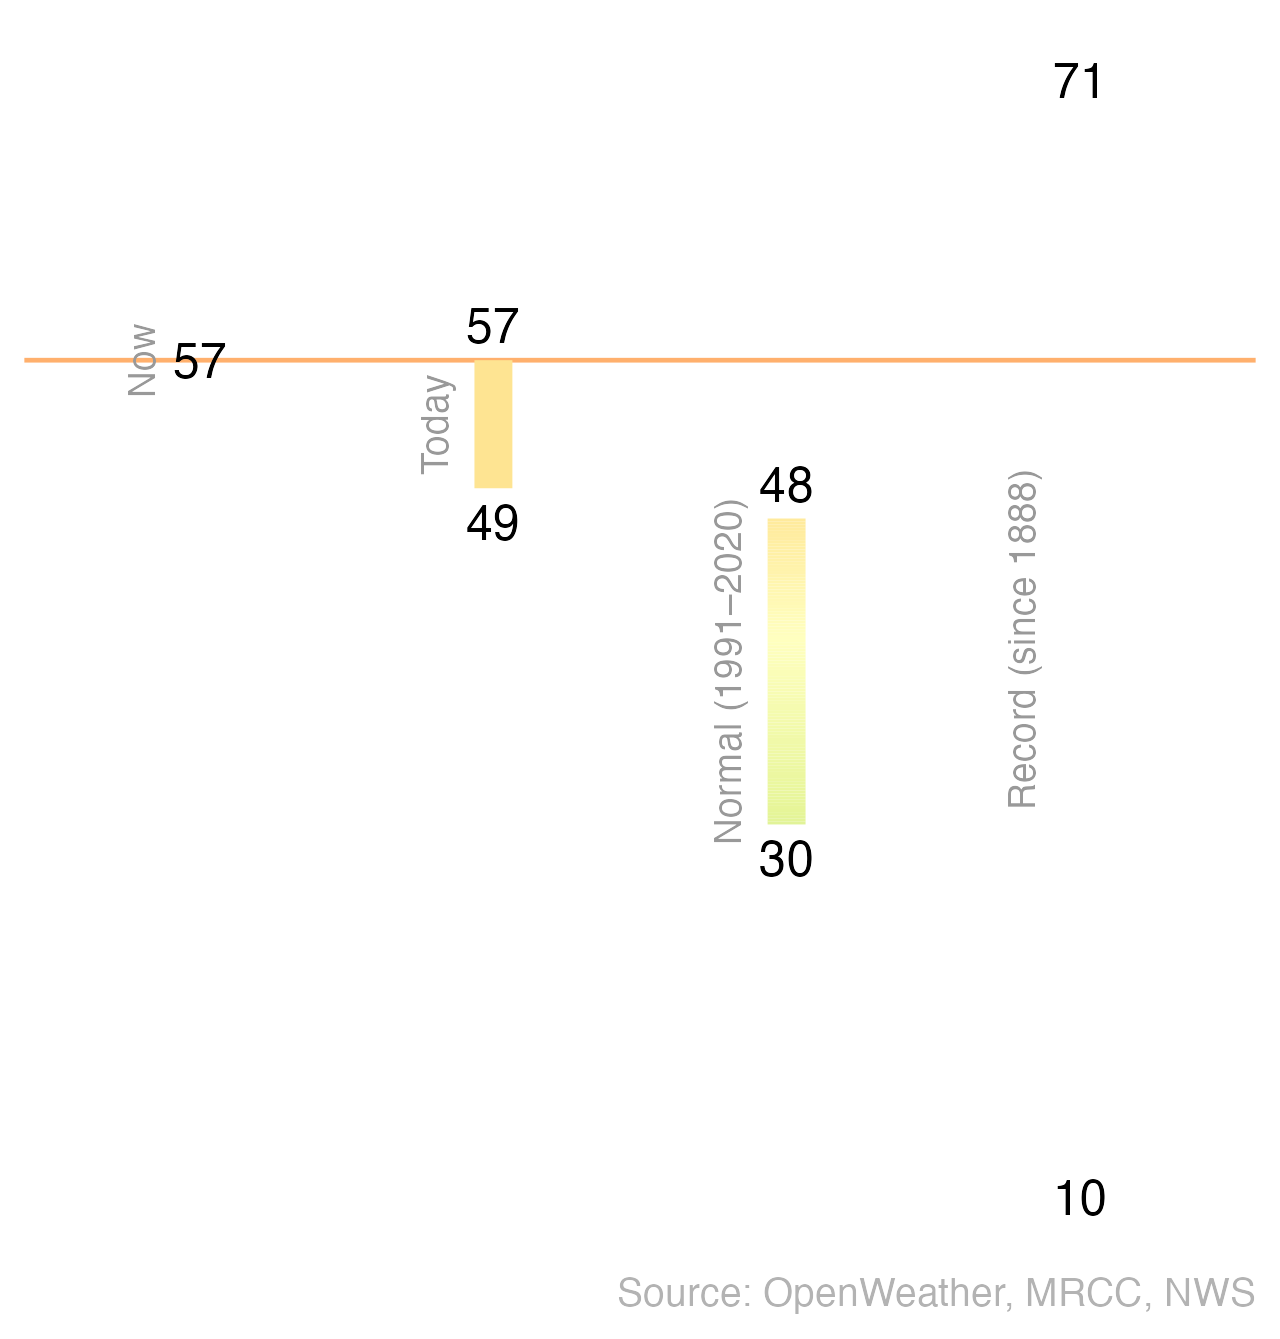 71
Now
57
57
Today
49
48
Normal (1991–2020)
30
Record (since 1888)
10
Source: OpenWeather, MRCC, NWS